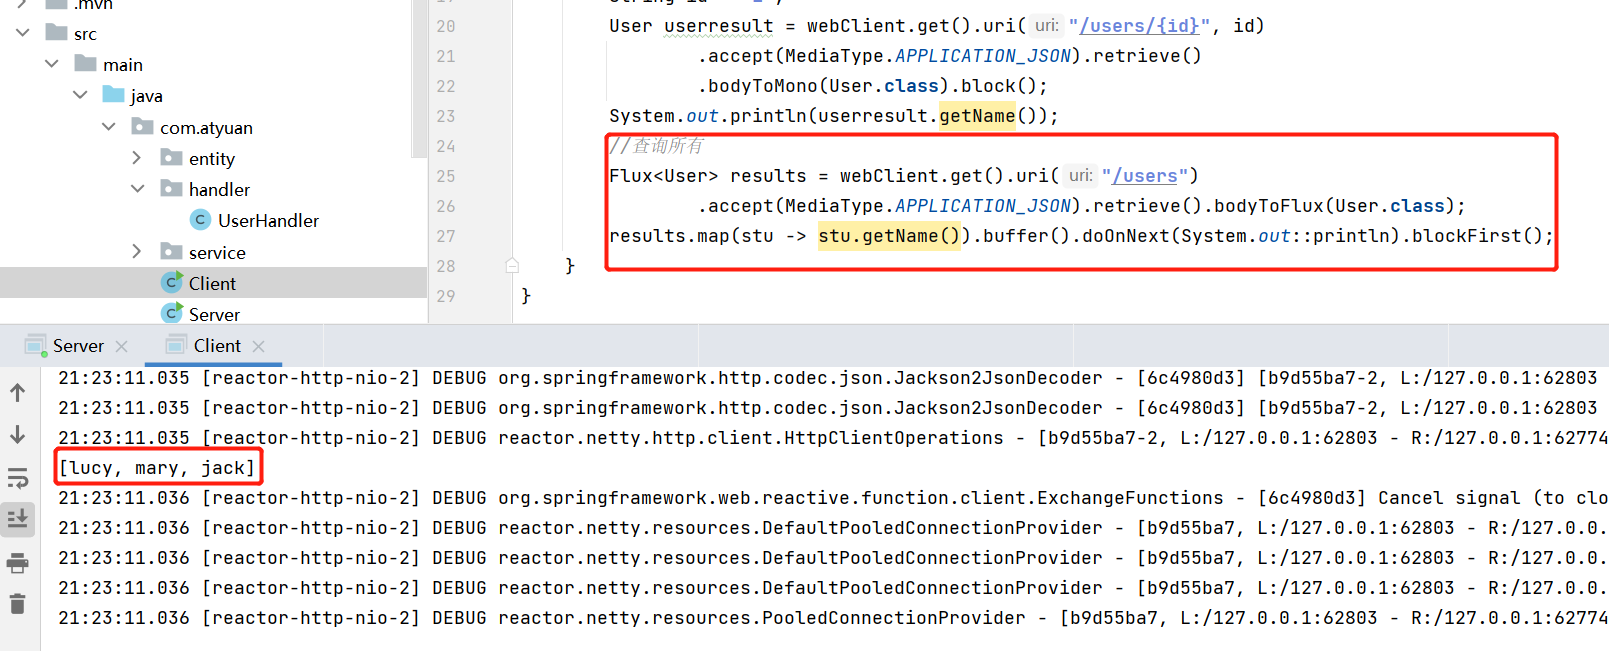 .mvn
src
main
java
com.atyuan
entity
handler
UserHandler
service
Client
Server
20 User userresult = webClient.get().uri( uri: "/users/{id}", id)
21 .accept(MediaType.APPLICATION_JSON).retrieve()
22 .bodyToMono(User.class).block();
23 System.out.println(userresult.getName());
24 //查询所有
25 Flux<User> results = webClient.get().uri( uri: "/users")
26 .accept(MediaType.APPLICATION_JSON).retrieve().bodyToFlux(User.class);
27 results.map(stu -> stu.getName()).buffer().doOnNext(System.out::println).blockFirst();
28 }
29 }
Server Client
21:23:11.035 [reactor-http-nio-2] DEBUG org.springframework.http.codec.json.Jackson2JsonDecoder - [6c4980d3] [b9d55ba7-2, L:/127.0.0.1:62803
21:23:11.035 [reactor-http-nio-2] DEBUG org.springframework.http.codec.json.Jackson2JsonDecoder - [6c4980d3] [b9d55ba7-2, L:/127.0.0.1:62803
21:23:11.035 [reactor-http-nio-2] DEBUG reactor.netty.http.client.HttpClientOperations - [b9d55ba7-2, L:/127.0.0.1:62803 - R:/127.0.0.1:62774
[lucy, mary, jack]
21:23:11.036 [reactor-http-nio-2] DEBUG org.springframework.web.reactive.function.client.ExchangeFunctions - [6c4980d3] Cancel signal (to clo
21:23:11.036 [reactor-http-nio-2] DEBUG reactor.netty.resources.DefaultPooledConnectionProvider - [b9d55ba7, L:/127.0.0.1:62803 - R:/127.0.0.
21:23:11.036 [reactor-http-nio-2] DEBUG reactor.netty.resources.DefaultPooledConnectionProvider - [b9d55ba7, L:/127.0.0.1:62803 - R:/127.0.0.
21:23:11.036 [reactor-http-nio-2] DEBUG reactor.netty.resources.DefaultPooledConnectionProvider - [b9d55ba7, L:/127.0.0.1:62803 - R:/127.0.0.
21:23:11.036 [reactor-http-nio-2] DEBUG reactor.netty.resources.PooledConnectionProvider - [b9d55ba7, L:/127.0.0.1:62803 - R:/127.0.0.1:62774